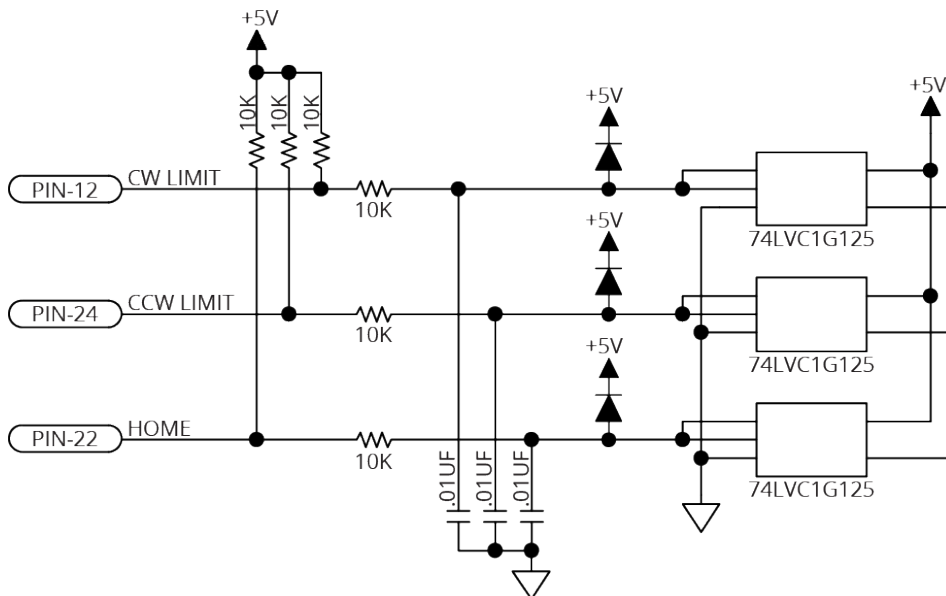 +5V
10K
10K
10K
+5V
+5V
PIN-12
CW LIMIT
10K
74LVC1G125
+5V
PIN-24
CCW LIMIT
10K
74LVC1G125
+5V
PIN-22
HOME
10K
.01UF
.01UF
.01UF
74LVC1G125